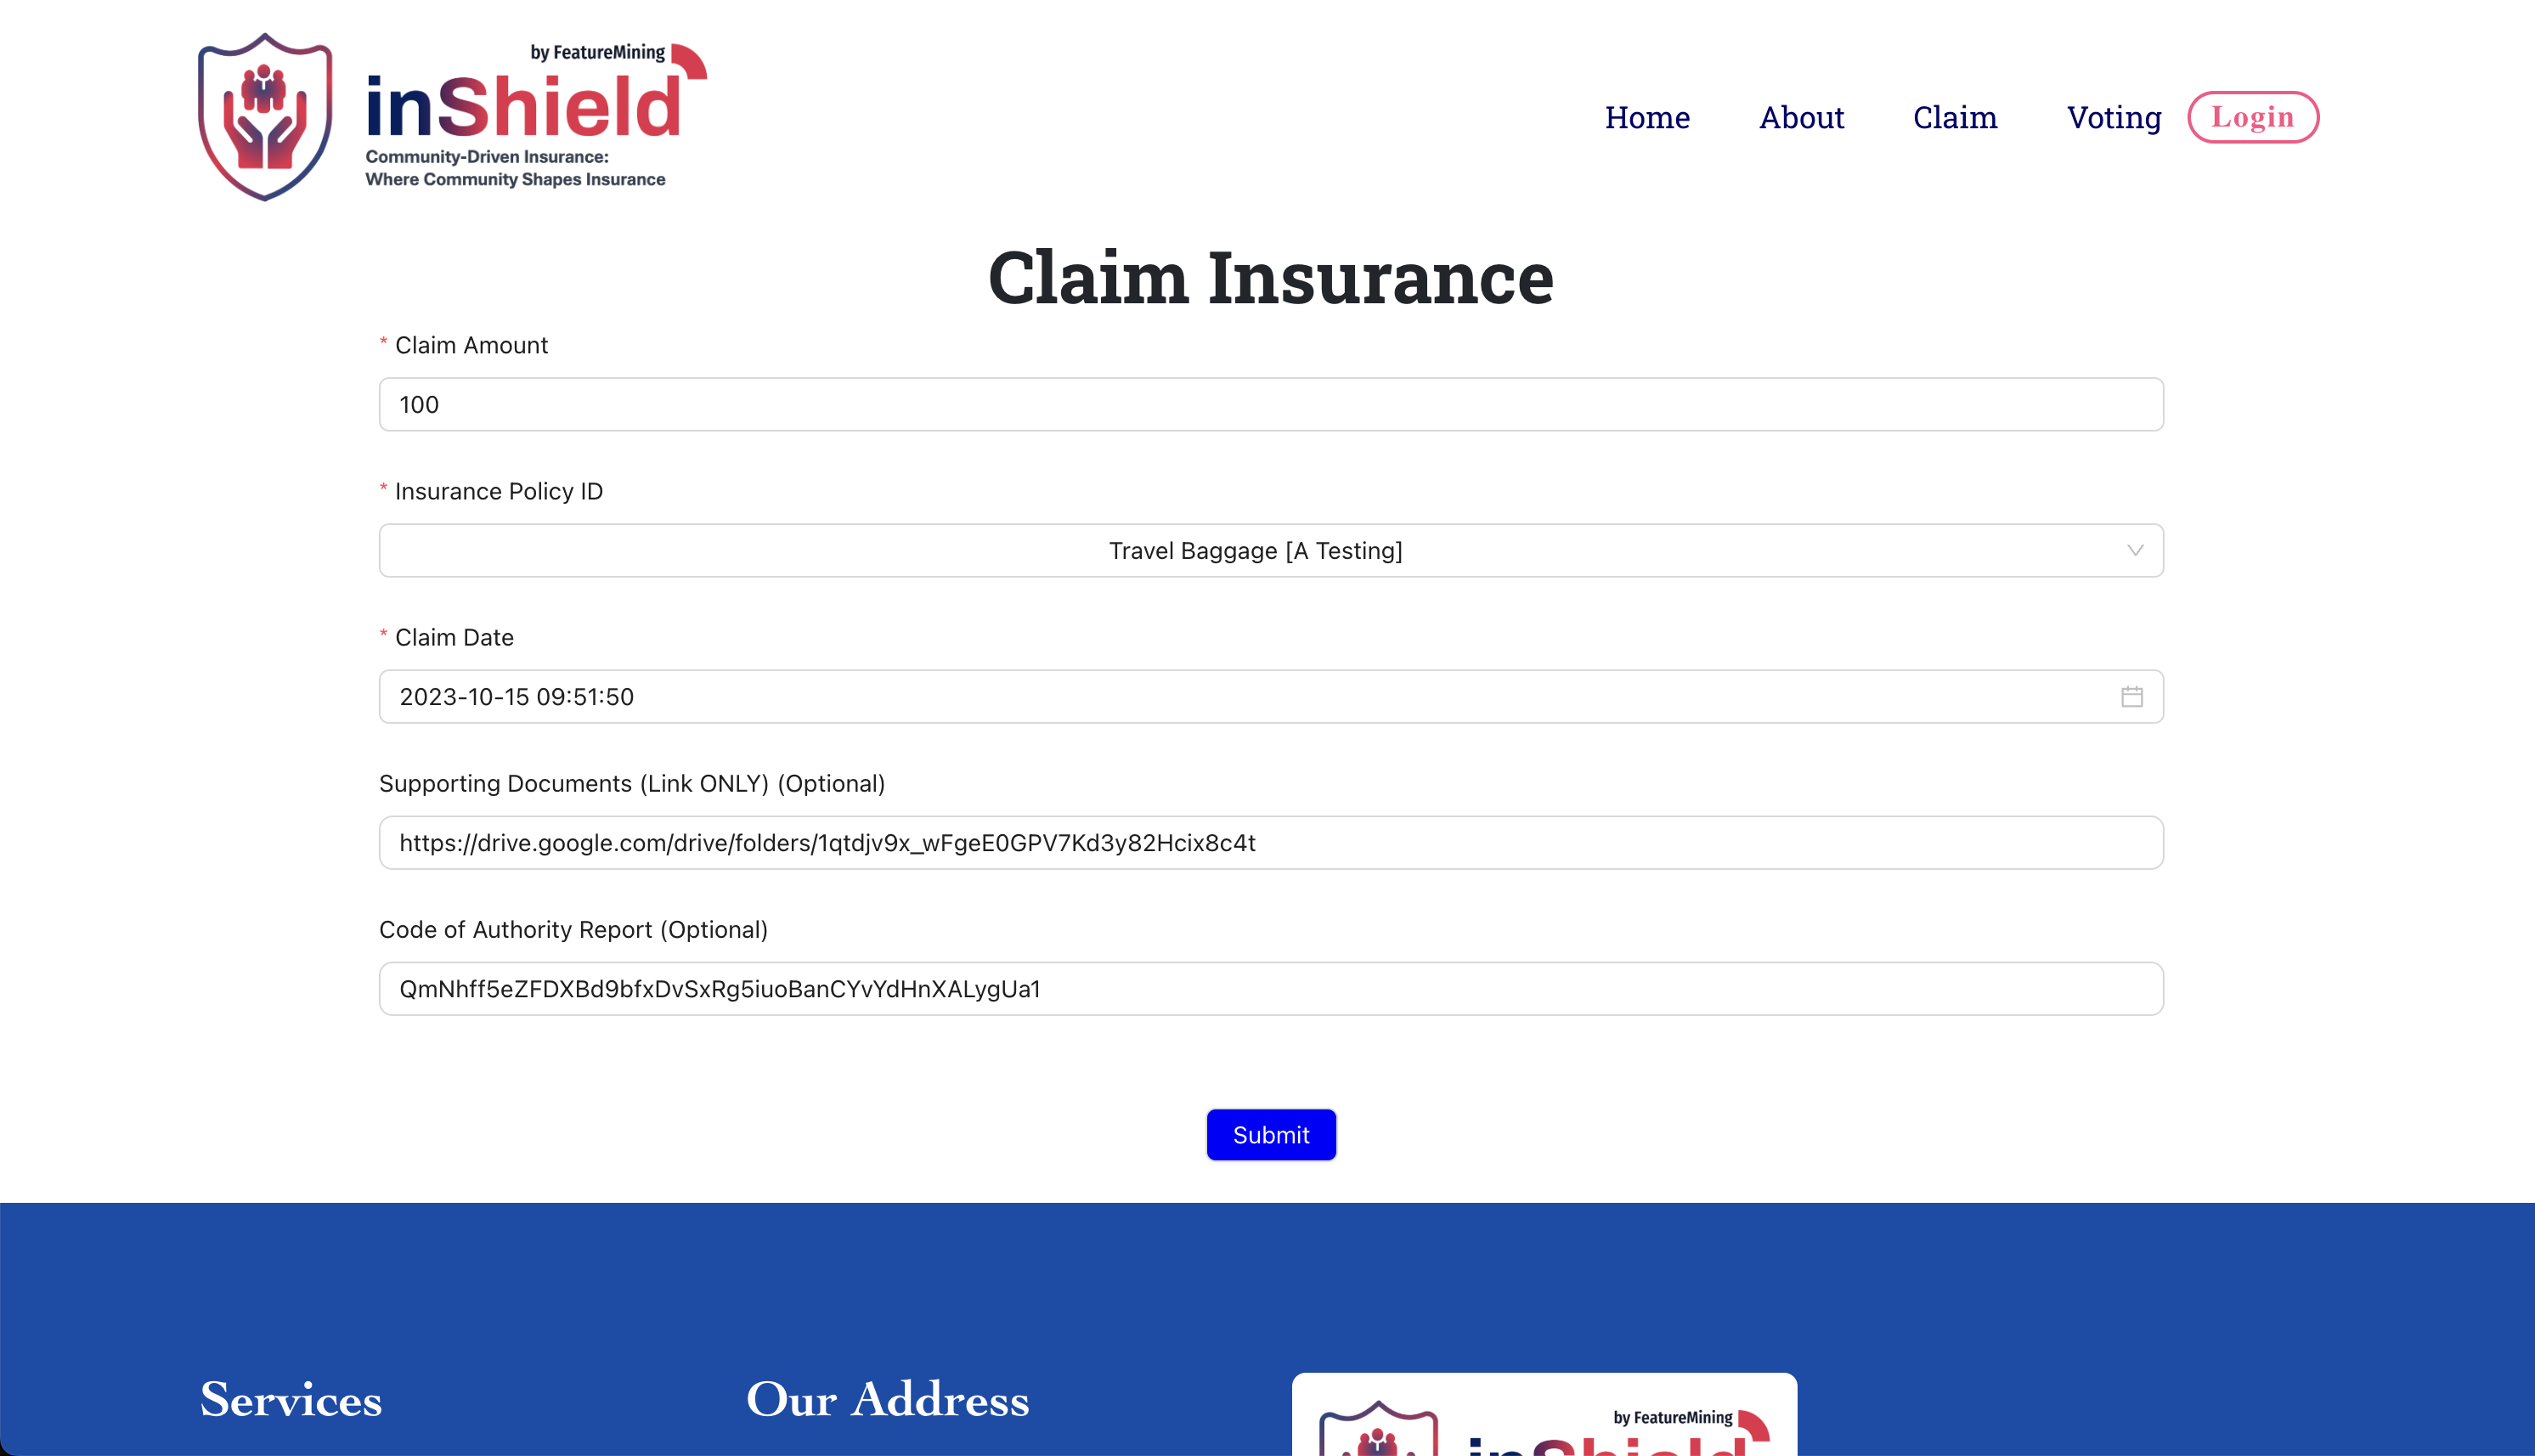 by FeatureMining
inShield
Community-Driven Insurance:
Where Community Shapes Insurance
Home About Claim Voting Login
Claim Insurance
* Claim Amount
100
* Insurance Policy ID
Travel Baggage [A Testing]
* Claim Date
2023-10-15 09:51:50
Supporting Documents (Link ONLY) (Optional)
https://drive.google.com/drive/folders/1qtdjv9x_wFgeE0GPV7Kd3y82Hcix8c4t
Code of Authority Report (Optional)
QmNhff5eZFDXBd9bfxDvSxRg5iuoBanCYvYdHnXALygUa1
Submit
Services
Our Address
by FeatureMining
inShield